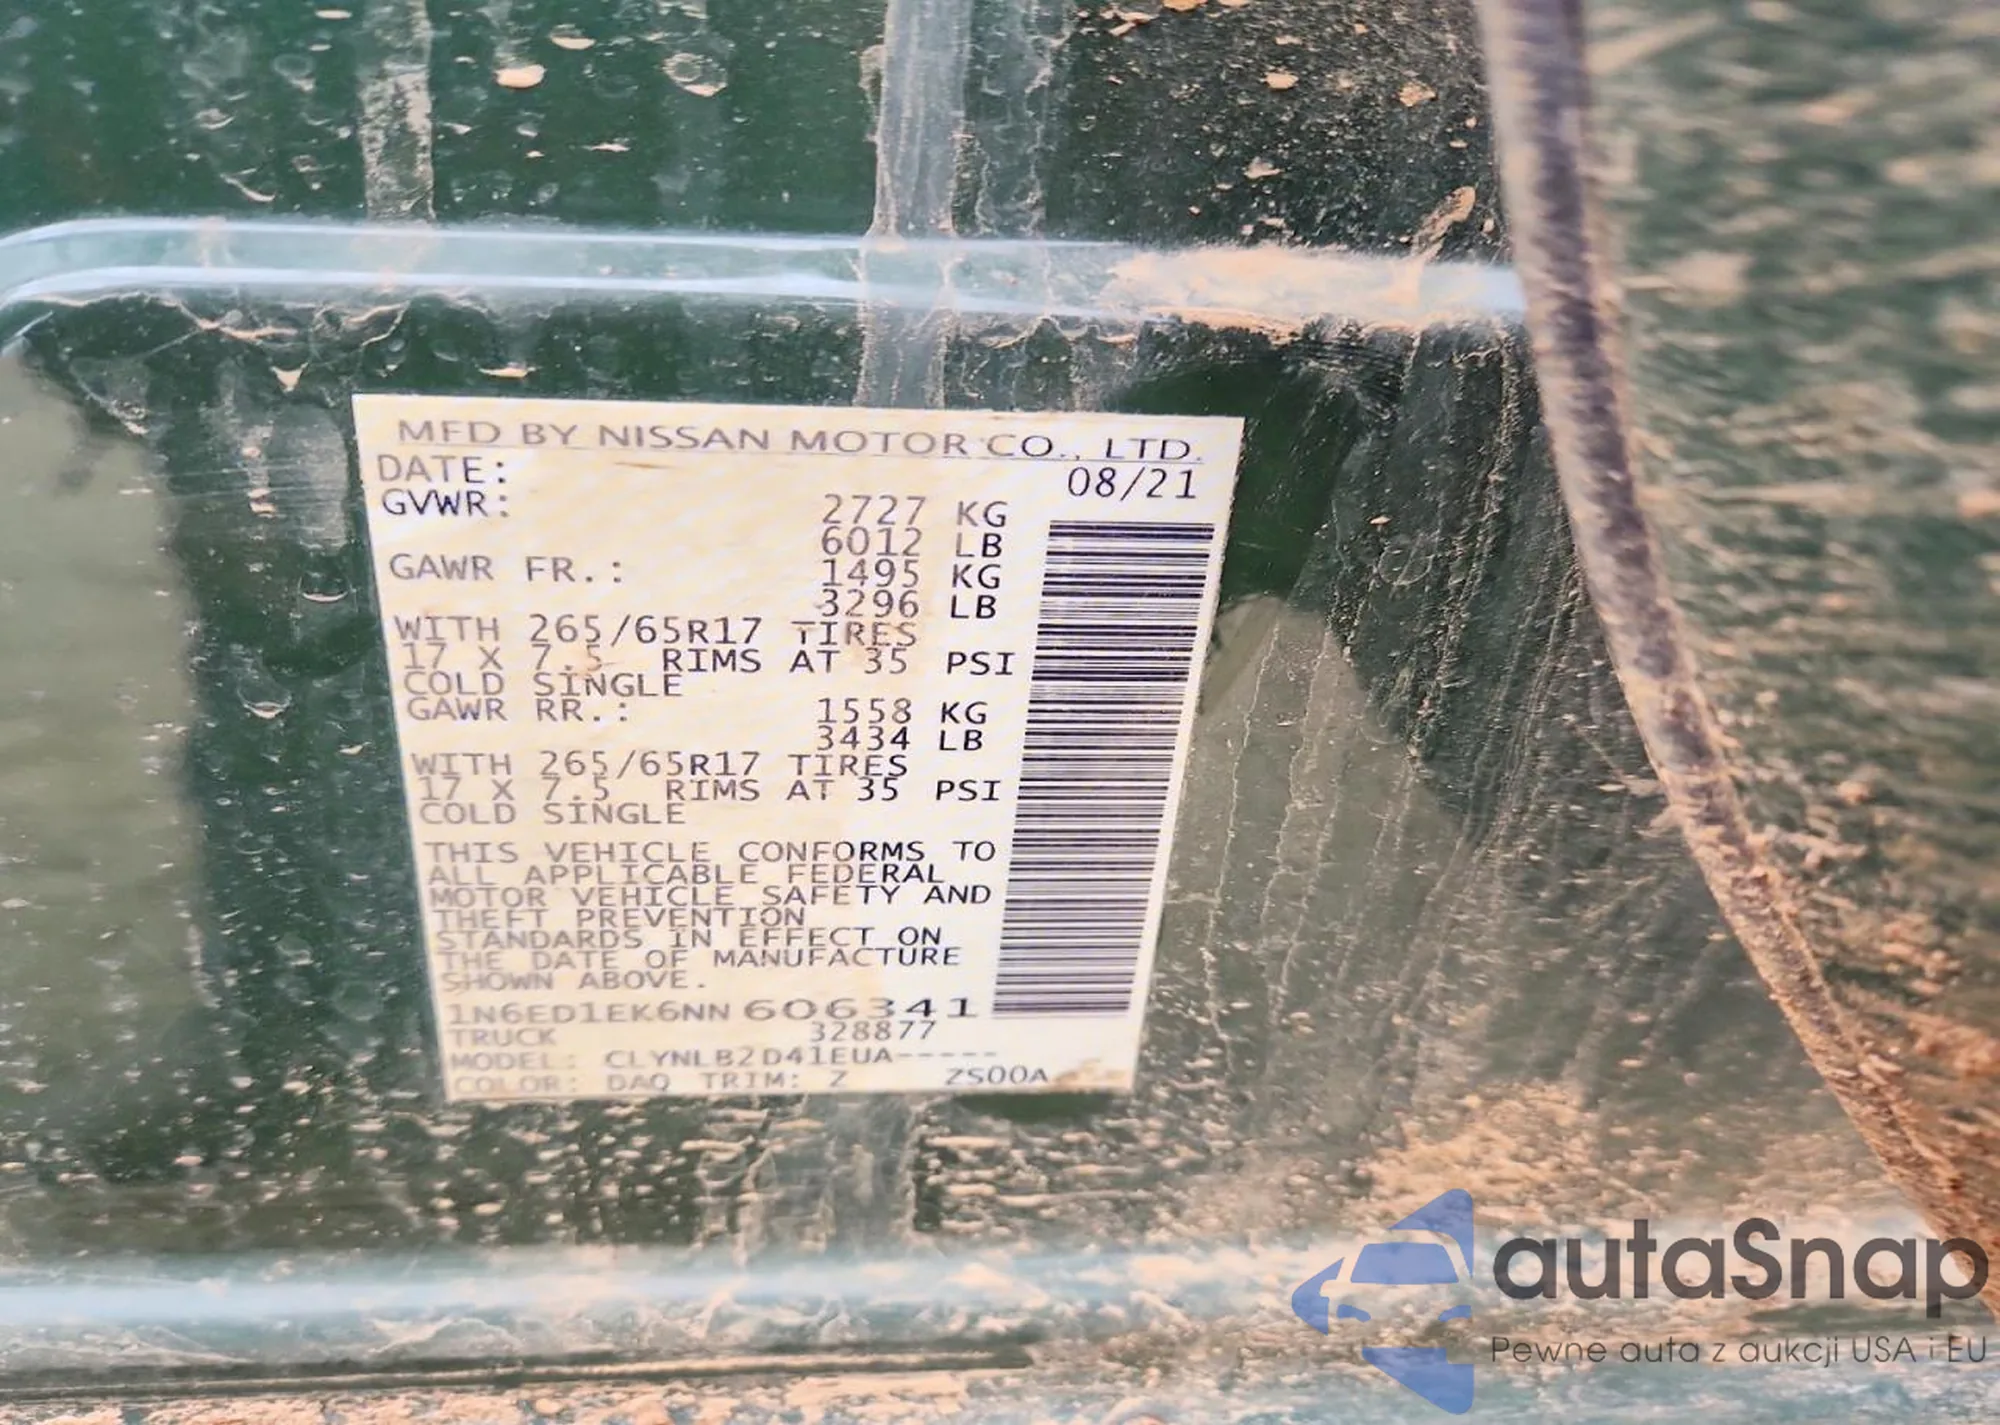 MFD BY NISSAN MOTOR CO., LTD.
DATE: 08/21
GVWR: 2727 KG
6012 LB
GAWR FR.: 1495 KG
3296 LB
WITH 265/65R17 TIRES
17 X 7.5 RIMS AT 35 PSI
COLD SINGLE
GAWR RR.: 1558 KG
3434 LB
WITH 265/65R17 TIRES
17 X 7.5 RIMS AT 35 PSI
COLD SINGLE
THIS VEHICLE CONFORMS TO
ALL APPLICABLE FEDERAL
MOTOR VEHICLE SAFETY AND
THEFT PREVENTION
STANDARDS IN EFFECT ON
THE DATE OF MANUFACTURE
SHOWN ABOVE.
1N6ED1EK6NN606341
TRUCK 328877
MODEL: CLYNLB2D41EUA-----
COLOR: DAQ TRIM: Z ZS00A
autaSnap
Pewne auta z aukcji USA i EU